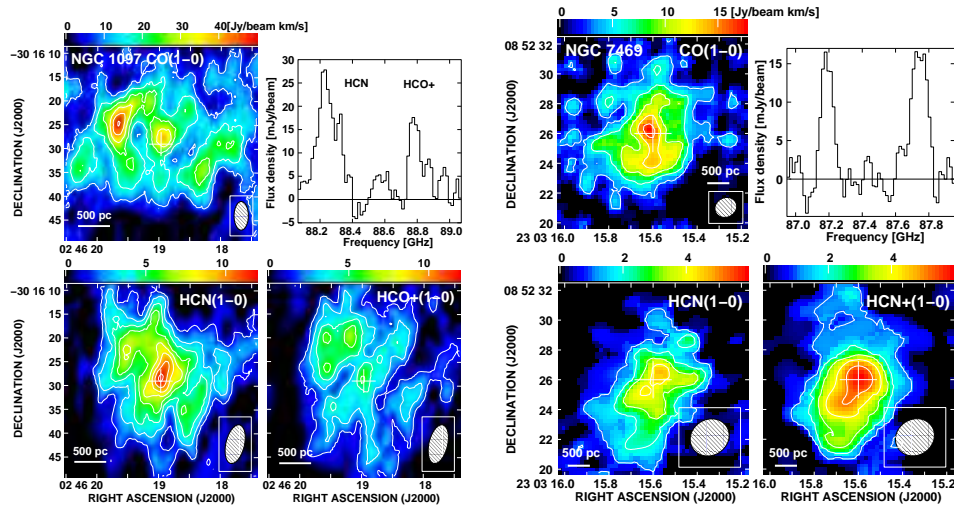 0 20 40 [Jy/beam km/s]
−30 16 10
15
20
25
30
35
40
45
DECLINATION (J2000)
NGC 1097 CO(1−0)
500 pc
02 46 20 19 18
30
25
20
15
10
5
0
−5
Flux density [mJy/beam]
HCN HCO+
88.2 88.4 88.6 88.8 89.0
Frequency [GHz]
0 5 10
−30 16 10
15
20
25
30
35
40
45
DECLINATION (J2000)
HCN(1−0)
500 pc
02 46 20 19 18
0 5 10
HCO+(1−0)
500 pc
02 46 20 19 18
RIGHT ASCENSION (J2000) RIGHT ASCENSION (J2000)
0 5 10 15 [Jy/beam km/s]
08 52 32
30
28
26
24
22
20
DECLINATION (J2000)
NGC 7469 CO(1−0)
500 pc
23 03 16.0 15.8 15.6 15.4 15.2
15
10
5
0
Flux density [mJy/beam]
87.0 87.2 87.4 87.6 87.8
Frequency [GHz]
0 2 4
08 52 32
30
28
26
24
22
20
DECLINATION (J2000)
HCN(1−0)
500 pc
23 03 16.0 15.8 15.6 15.4 15.2
0 2 4
HCN+(1−0)
500 pc
16.0 15.8 15.6 15.4 15.2
RIGHT ASCENSION (J2000) RIGHT ASCENSION (J2000)